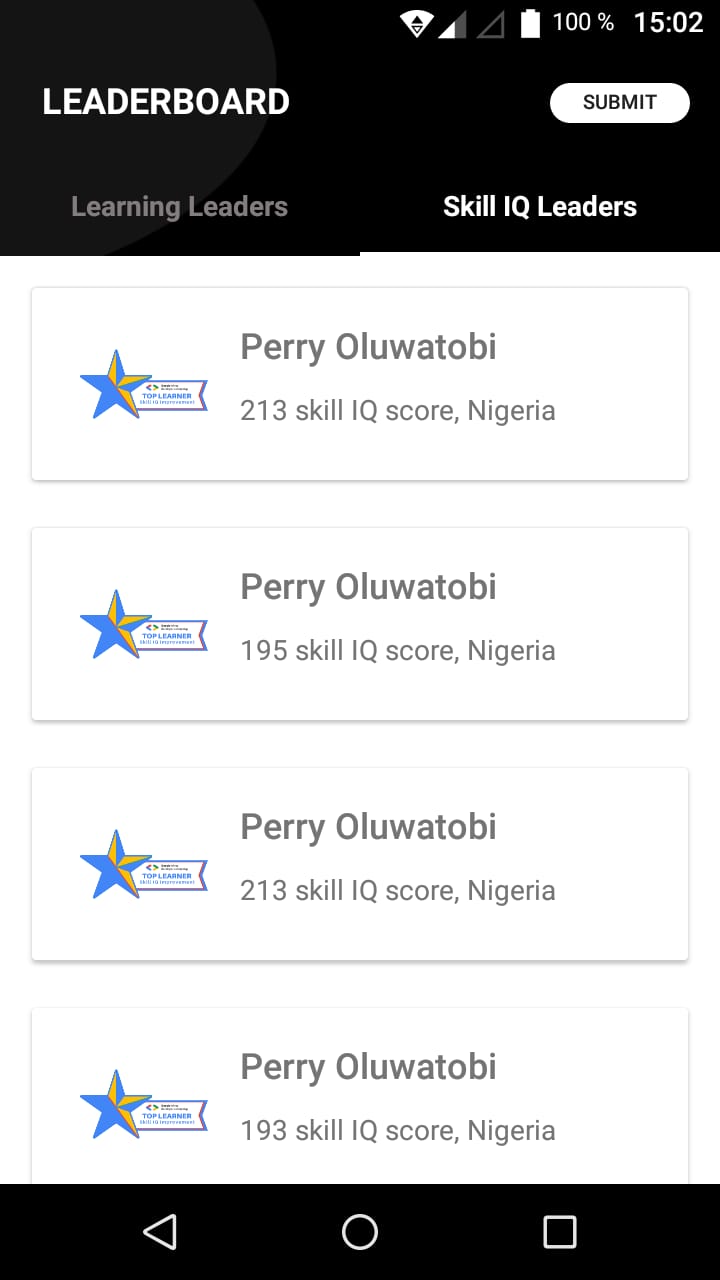 100 % 15:02
LEADERBOARD
SUBMIT
Learning Leaders
Skill IQ Leaders
Perry Oluwatobi
TOP LEARNER
Skill IQ Improvement
213 skill IQ score, Nigeria
Perry Oluwatobi
TOP LEARNER
Skill IQ Improvement
195 skill IQ score, Nigeria
Perry Oluwatobi
TOP LEARNER
Skill IQ Improvement
213 skill IQ score, Nigeria
Perry Oluwatobi
TOP LEARNER
Skill IQ Improvement
193 skill IQ score, Nigeria